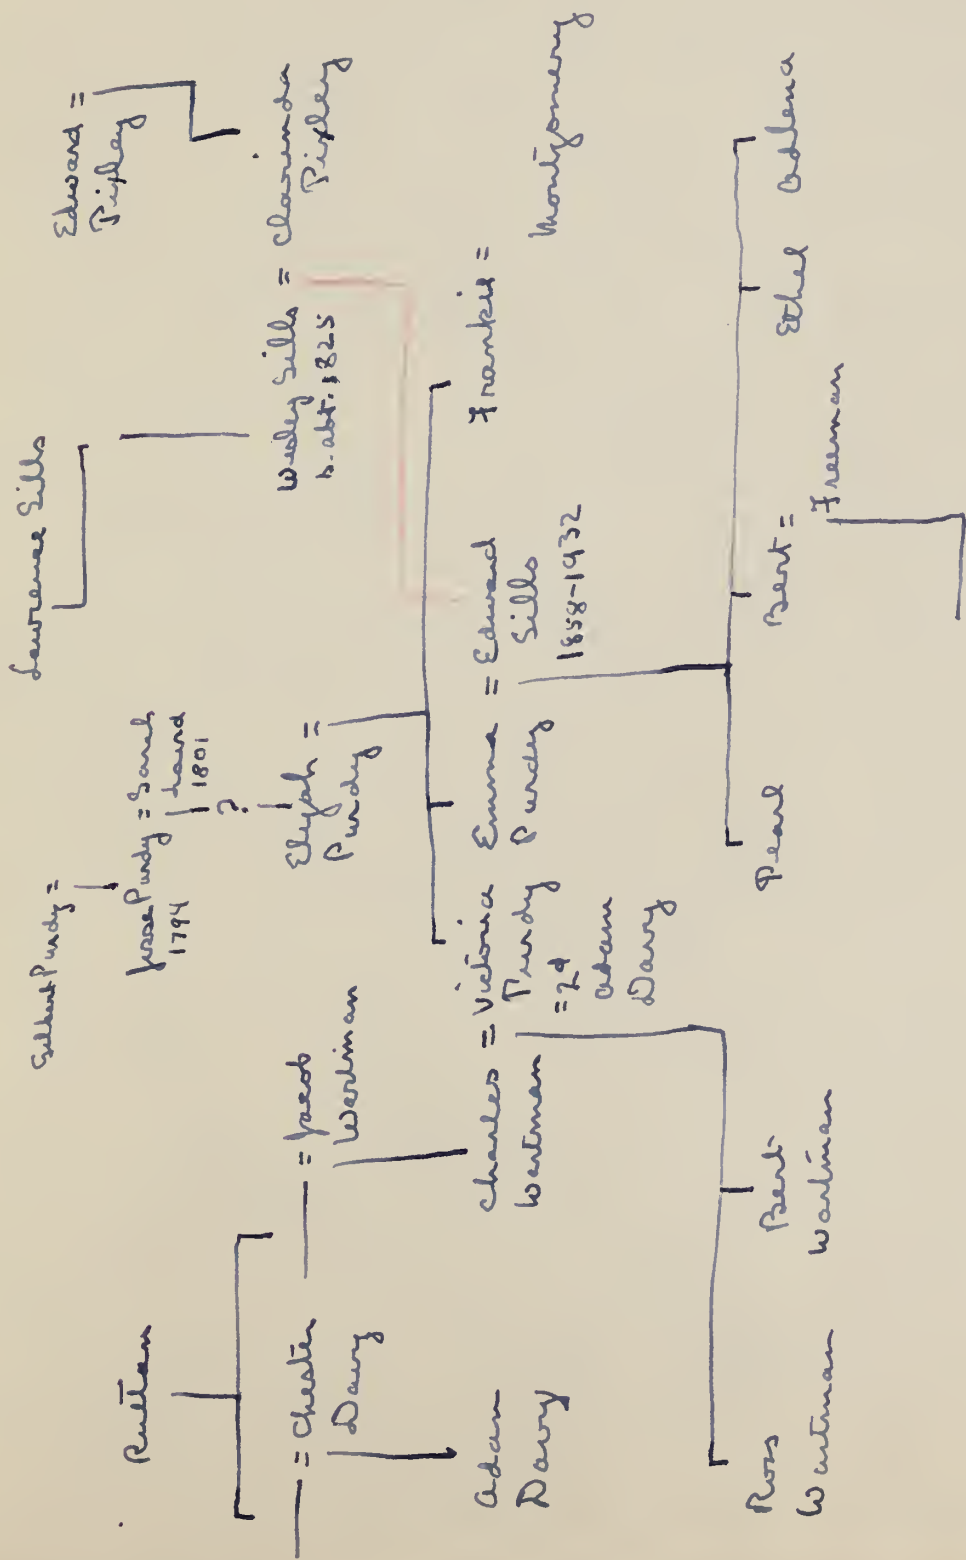 Ruttan
Gilbert Purdy =
Jesse Purdy = Sarah
1794
1801
?
Lawrence Sills
Edward =
Pixley
= Chester
Davy
= Jacob
Wartman
Elijah =
Purdy
Wesley Sills = Clarinda
b. abt. 1825
Pixley
Adam
Davy
Charles = Victoria
Wartman
Purdy
= 2d
Adam
Davy
Emma = Edward
Purdy
Sills
1858-1932
Frankie =
Montgomery
Ross
Wartman
Bert
Wartman
Pearl
Bert =
Freeman
Ethel
Adlena